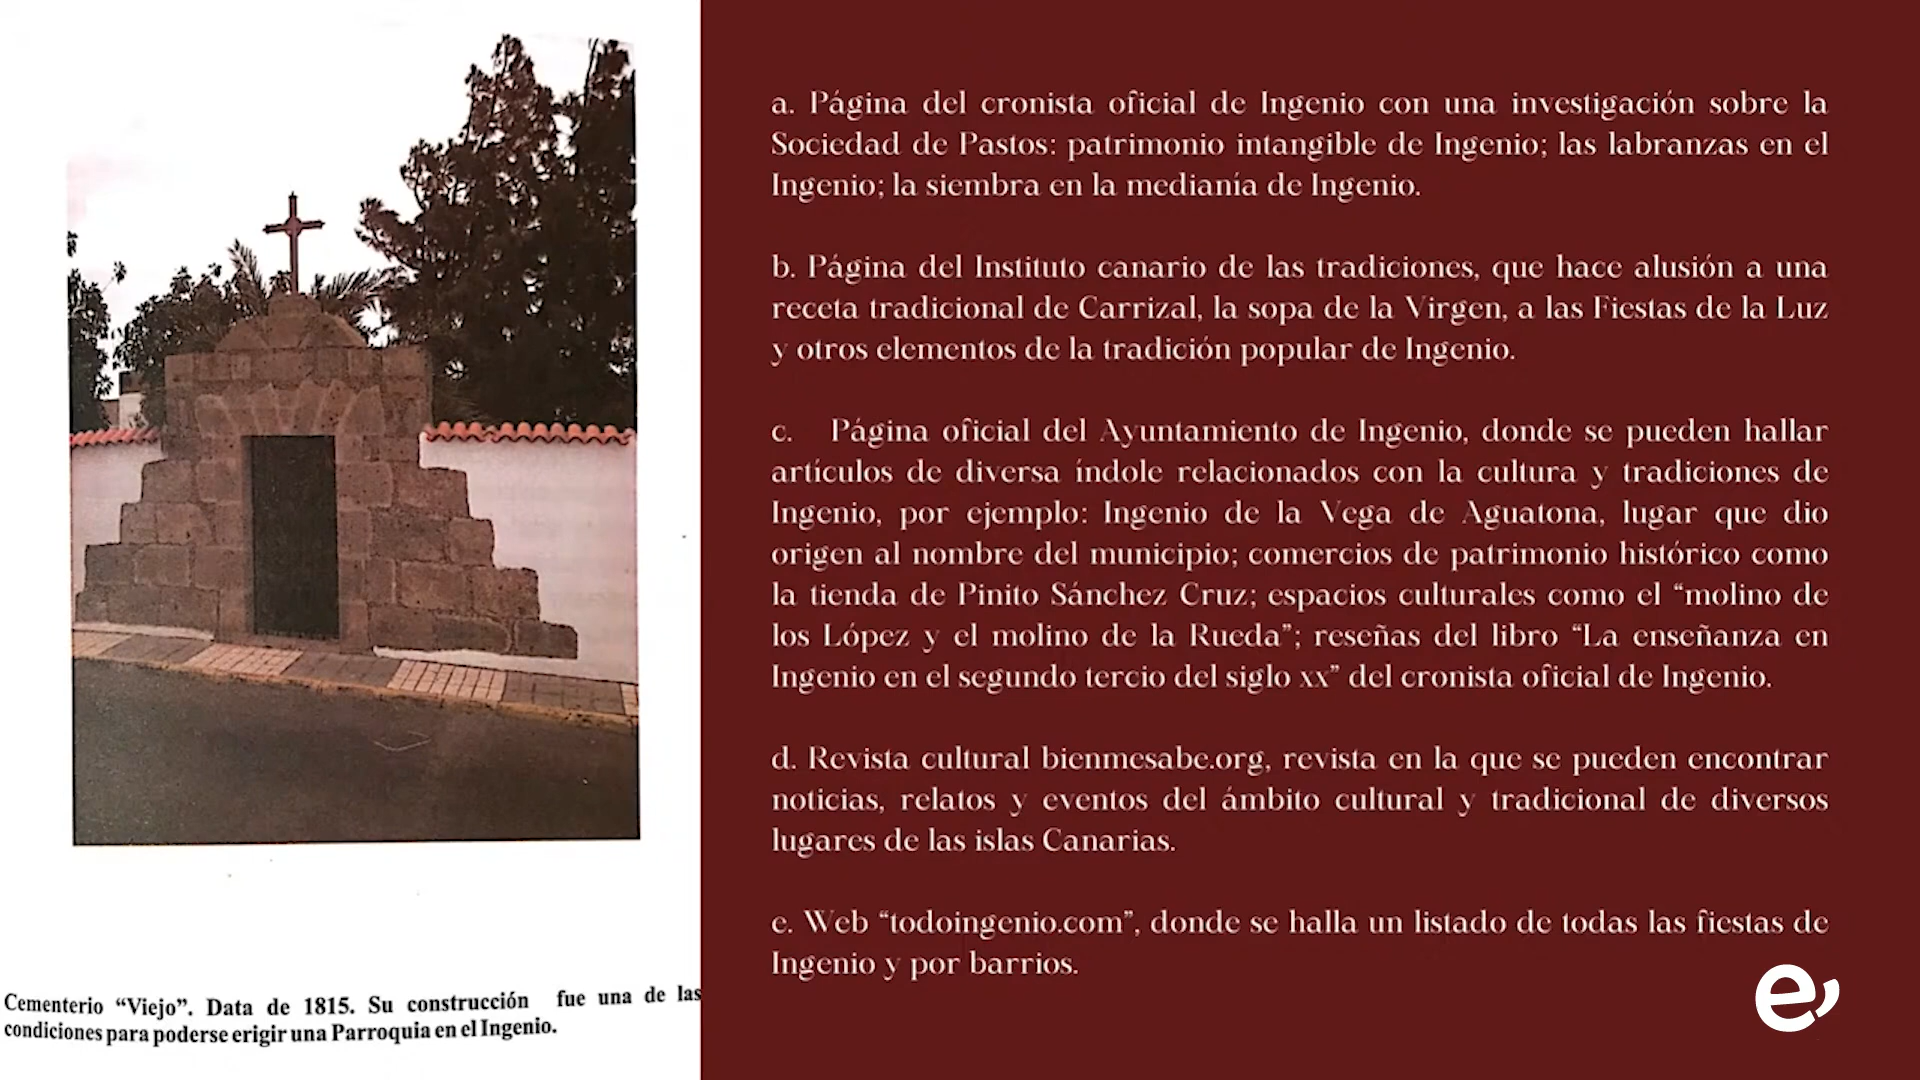 a. Página del cronista oficial de Ingenio con una investigación sobre la
Sociedad de Pastos: patrimonio intangible de Ingenio; las labranzas en el
Ingenio; la siembra en la medianía de Ingenio.
b. Página del Instituto canario de las tradiciones, que hace alusión a una
receta tradicional de Carrizal, la sopa de la Virgen, a las Fiestas de la Luz
y otros elementos de la tradición popular de Ingenio.
c. Página oficial del Ayuntamiento de Ingenio, donde se pueden hallar
artículos de diversa índole relacionados con la cultura y tradiciones de
Ingenio, por ejemplo: Ingenio de la Vega de Aguatona, lugar que dio
origen al nombre del municipio; comercios de patrimonio histórico como
la tienda de Pinito Sánchez Cruz; espacios culturales como el “molino de
los López y el molino de la Rueda”; reseñas del libro “La enseñanza en
Ingenio en el segundo tercio del siglo xx” del cronista oficial de Ingenio.
d. Revista cultural bienmesabe.org, revista en la que se pueden encontrar
noticias, relatos y eventos del ámbito cultural y tradicional de diversos
lugares de las islas Canarias.
e. Web “todoingenio.com”, donde se halla un listado de todas las fiestas de
Ingenio y por barrios.
Cementerio “Viejo”. Data de 1815. Su construcción fue una de las
condiciones para poderse erigir una Parroquia en el Ingenio.
e